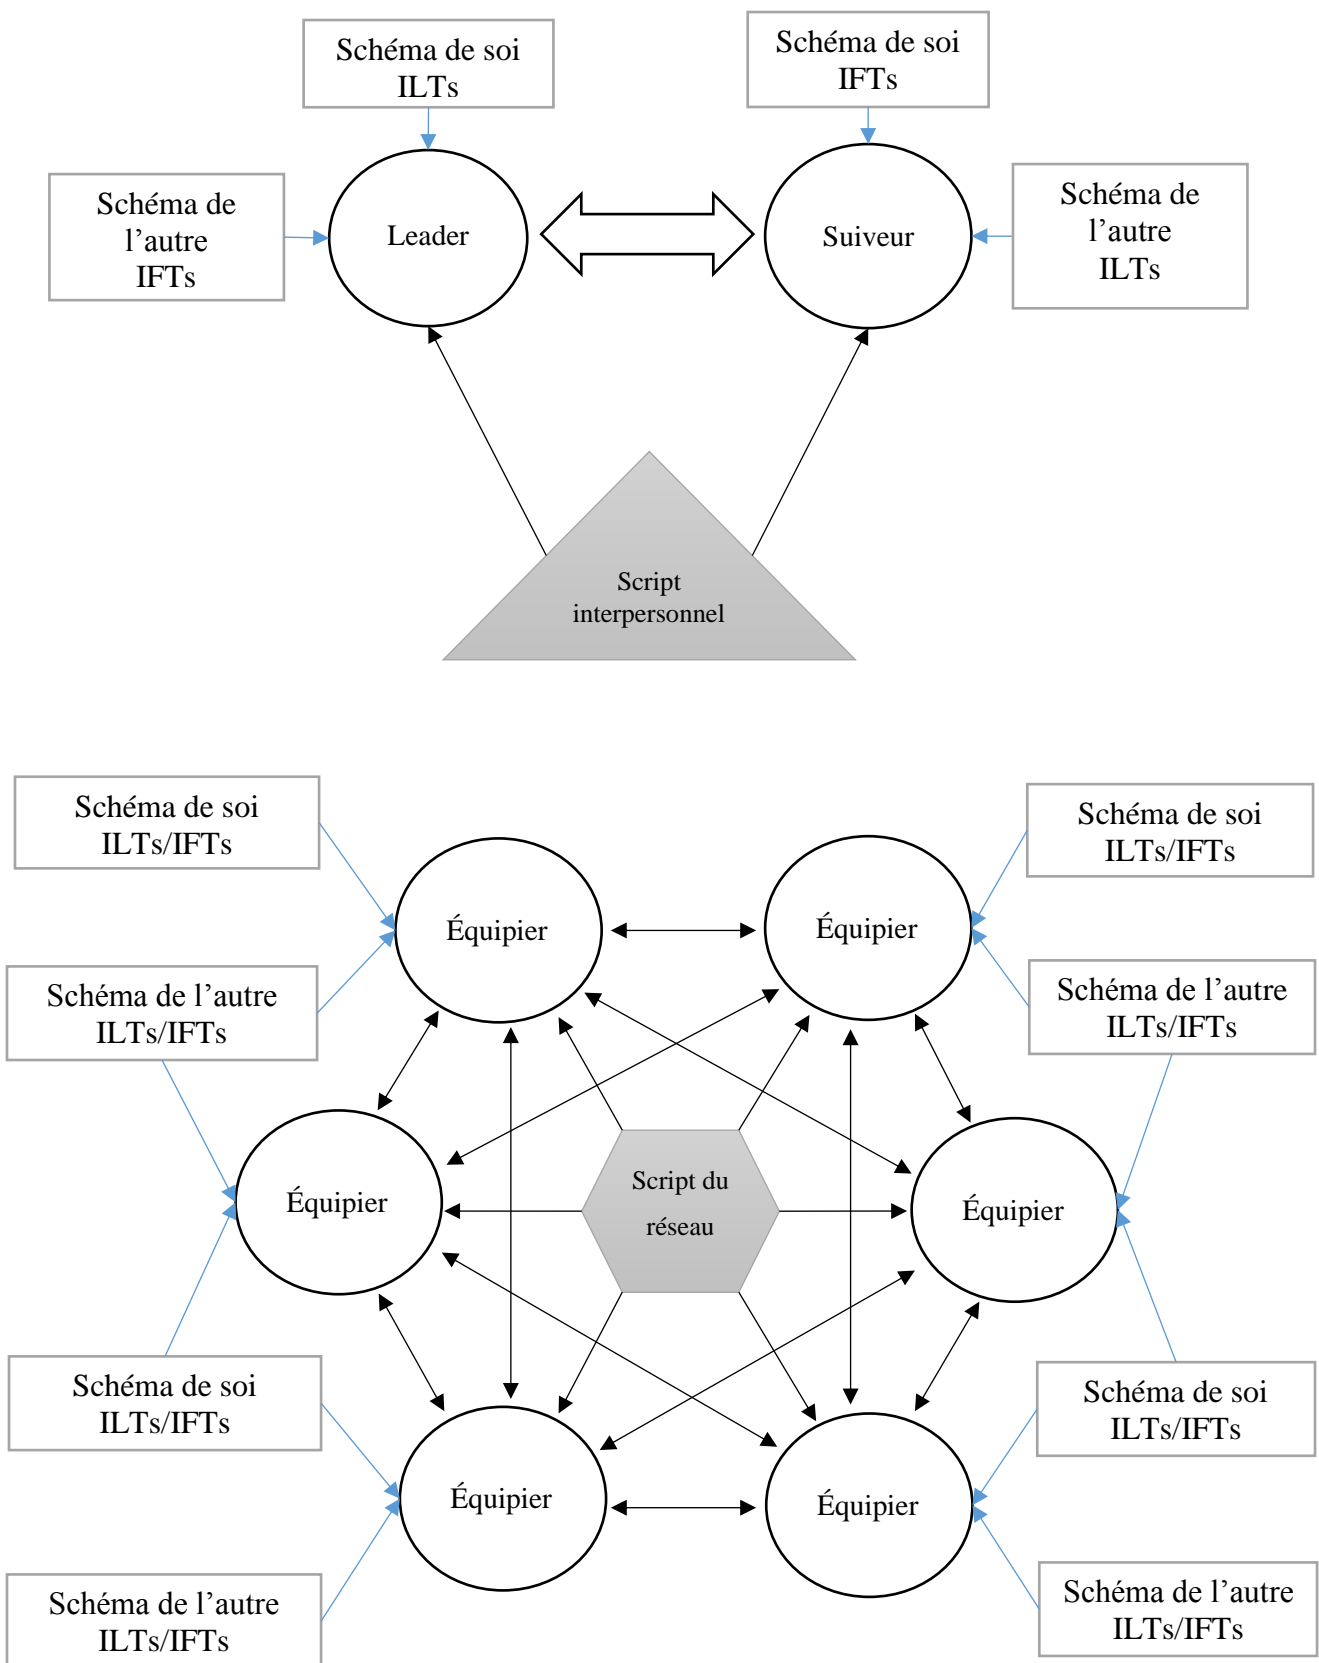 Schéma de soi
ILTs
Schéma de soi
IFTs
Schéma de
l’autre
IFTs
Leader
Suiveur
Schéma de
l’autre
ILTs
Script
interpersonnel
Schéma de soi
ILTs/IFTs
Schéma de soi
ILTs/IFTs
Équipier
Équipier
Schéma de l’autre
ILTs/IFTs
Schéma de l’autre
ILTs/IFTs
Équipier
Script du
réseau
Équipier
Schéma de soi
ILTs/IFTs
Schéma de soi
ILTs/IFTs
Équipier
Équipier
Schéma de l’autre
ILTs/IFTs
Schéma de l’autre
ILTs/IFTs